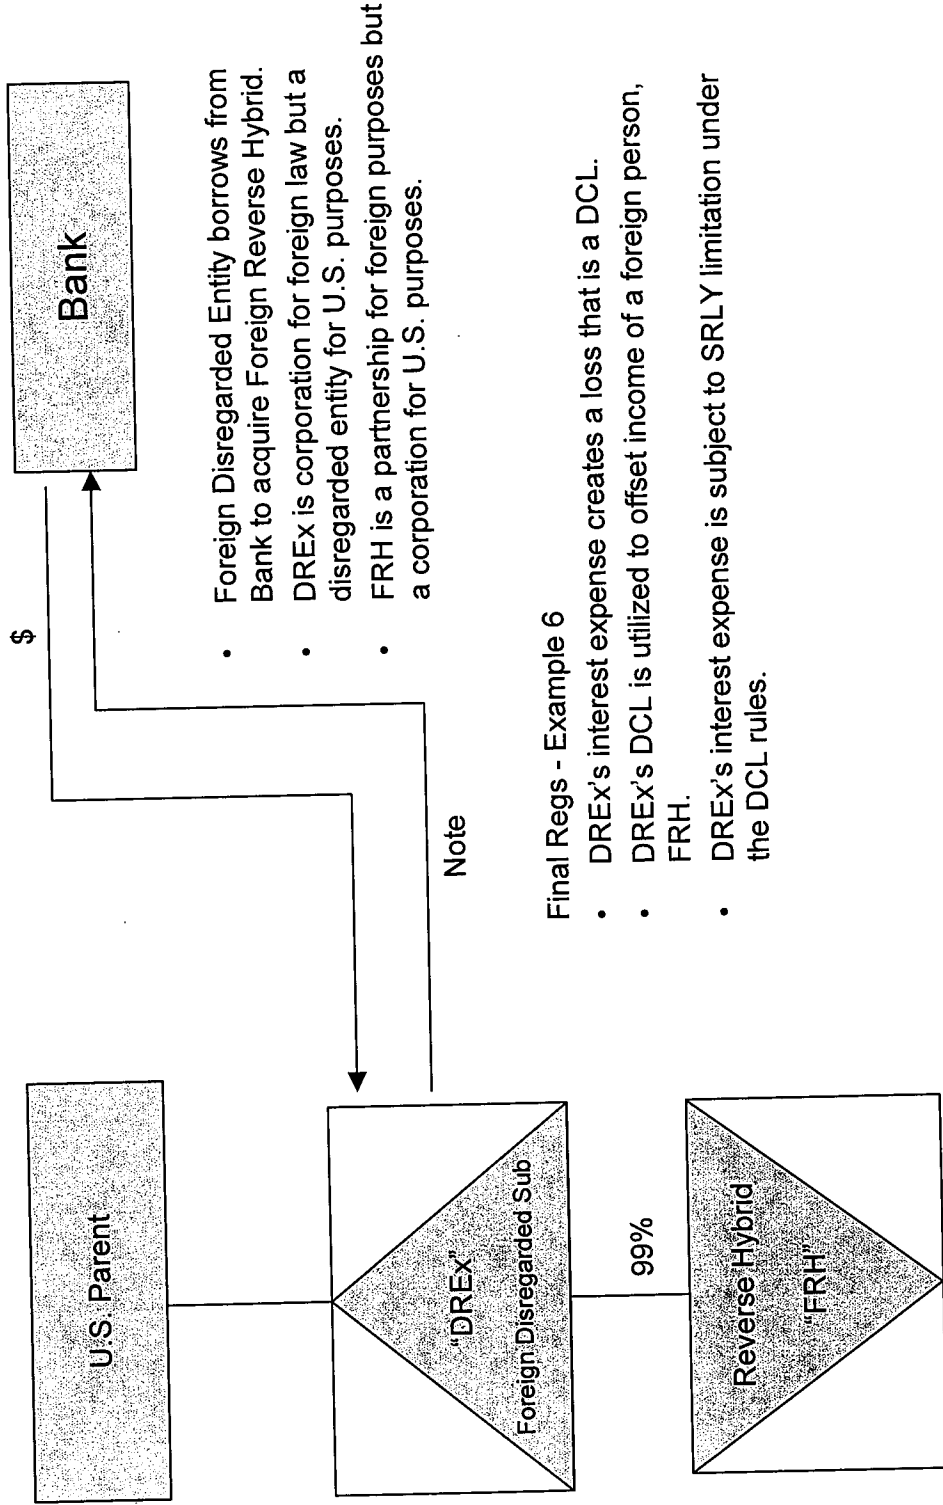 $
Bank
Note
U.S. Parent
"DREx"
Foreign Disregarded Sub
99%
Reverse Hybrid
"FRH"
• Foreign Disregarded Entity borrows from
Bank to acquire Foreign Reverse Hybrid.
• DREx is corporation for foreign law but a
disregarded entity for U.S. purposes.
• FRH is a partnership for foreign purposes but
a corporation for U.S. purposes.
Final Regs - Example 6
• DREx's interest expense creates a loss that is a DCL.
• DREx's DCL is utilized to offset income of a foreign person,
FRH.
• DREx's interest expense is subject to SRLY limitation under
the DCL rules.